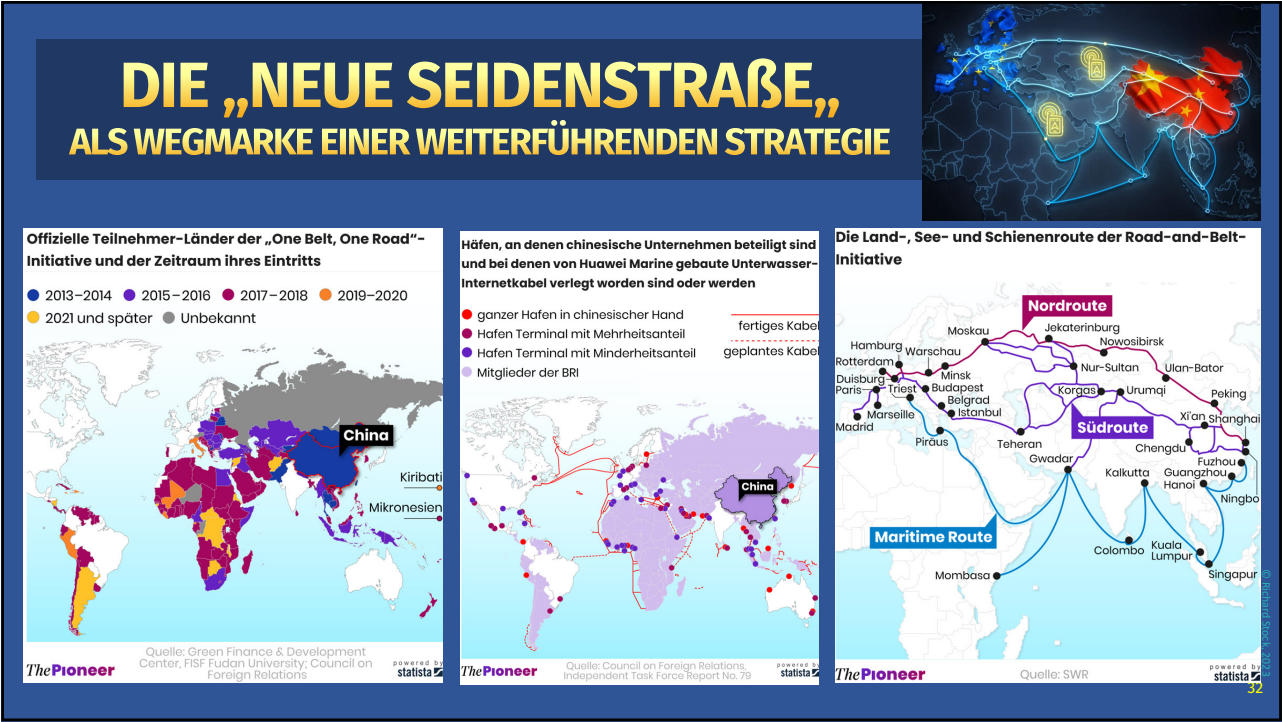 DIE „NEUE SEIDENSTRAßE„
ALS WEGMARKE EINER WEITERFÜHRENDEN STRATEGIE
Offizielle Teilnehmer-Länder der „One Belt, One Road“-
Initiative und der Zeitraum ihres Eintritts
2013–2014
2015–2016
2017–2018
2019–2020
2021 und später
Unbekannt
China
Kiribati
Mikronesien
Quelle: Green Finance & Development
Center, FISF Fudan University; Council on
Foreign Relations
ThePioneer
powered by
statista
Häfen, an denen chinesische Unternehmen beteiligt sind
und bei denen von Huawei Marine gebaute Unterwasser-
Internetkabel verlegt worden sind oder werden
ganzer Hafen in chinesischer Hand
Hafen Terminal mit Mehrheitsanteil
Hafen Terminal mit Minderheitsanteil
Mitglieder der BRI
fertiges Kabel
geplantes Kabel
China
Quelle: Council on Foreign Relations,
Independent Task Force Report No. 79
ThePioneer
powered by
statista
Die Land-, See- und Schienenroute der Road-and-Belt-
Initiative
Nordroute
Moskau
Jekaterinburg
Nowosibirsk
Hamburg
Rotterdam
Warschau
Minsk
Nur-Sultan
Ulan-Bator
Duisburg
Paris
Triest
Budapest
Belgrad
Istanbul
Korgas
Urumqi
Peking
Marseille
Madrid
Piräus
Teheran
Südroute
Xi'an
Shanghai
Chengdu
Gwadar
Kalkutta
Fuzhou
Guangzhou
Hanoi
Ningbo
Maritime Route
Colombo
Kuala
Lumpur
Singapur
Mombasa
Quelle: SWR
ThePioneer
powered by
statista
© Richard Stock, 2023
32